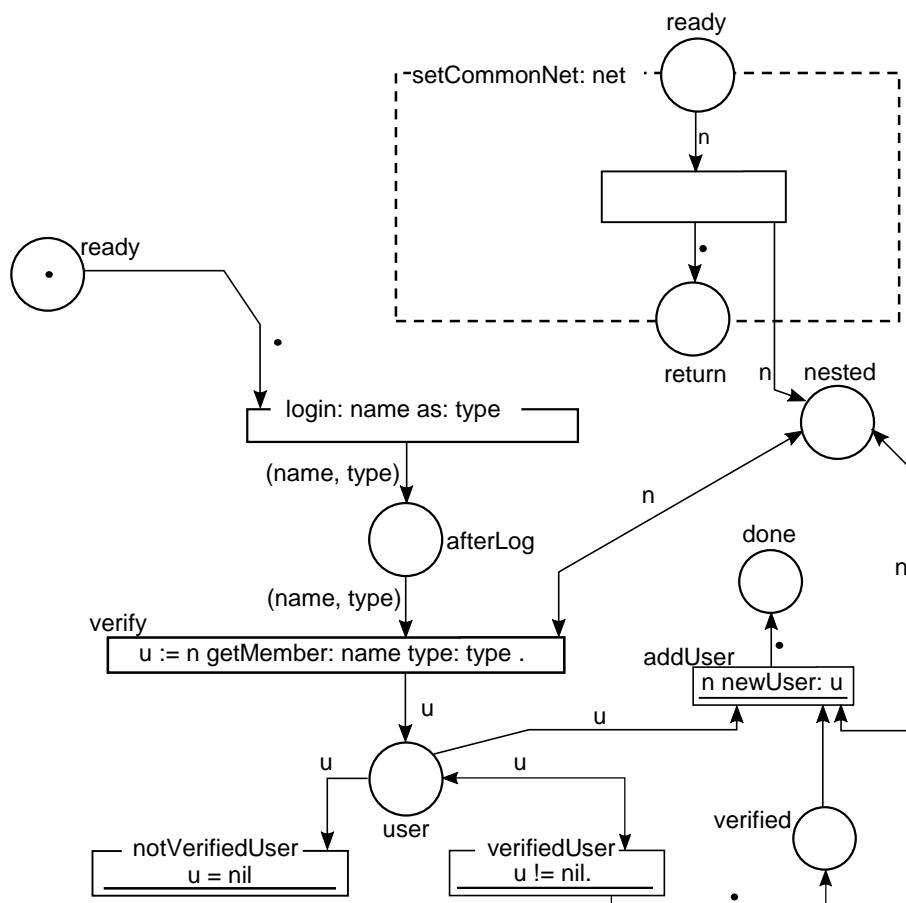 ready
setCommonNet: net
n
ready
return
n
nested
login: name as: type
(name, type)
n
afterLog
done
n
(name, type)
verify
u := n getMember: name type: type .
addUser
n newUser: u
u
u
u
u
user
verified
notVerifiedUser
verifiedUser
u = nil
u != nil.